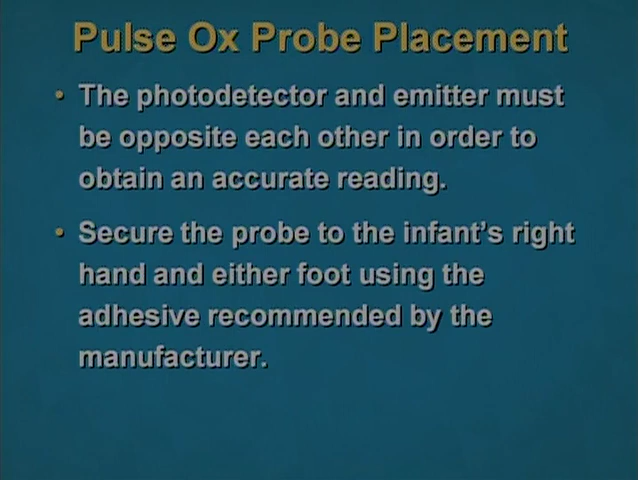 Pulse Ox Probe Placement
• The photodetector and emitter must
be opposite each other in order to
obtain an accurate reading.
• Secure the probe to the infant's right
hand and either foot using the
adhesive recommended by the
manufacturer.